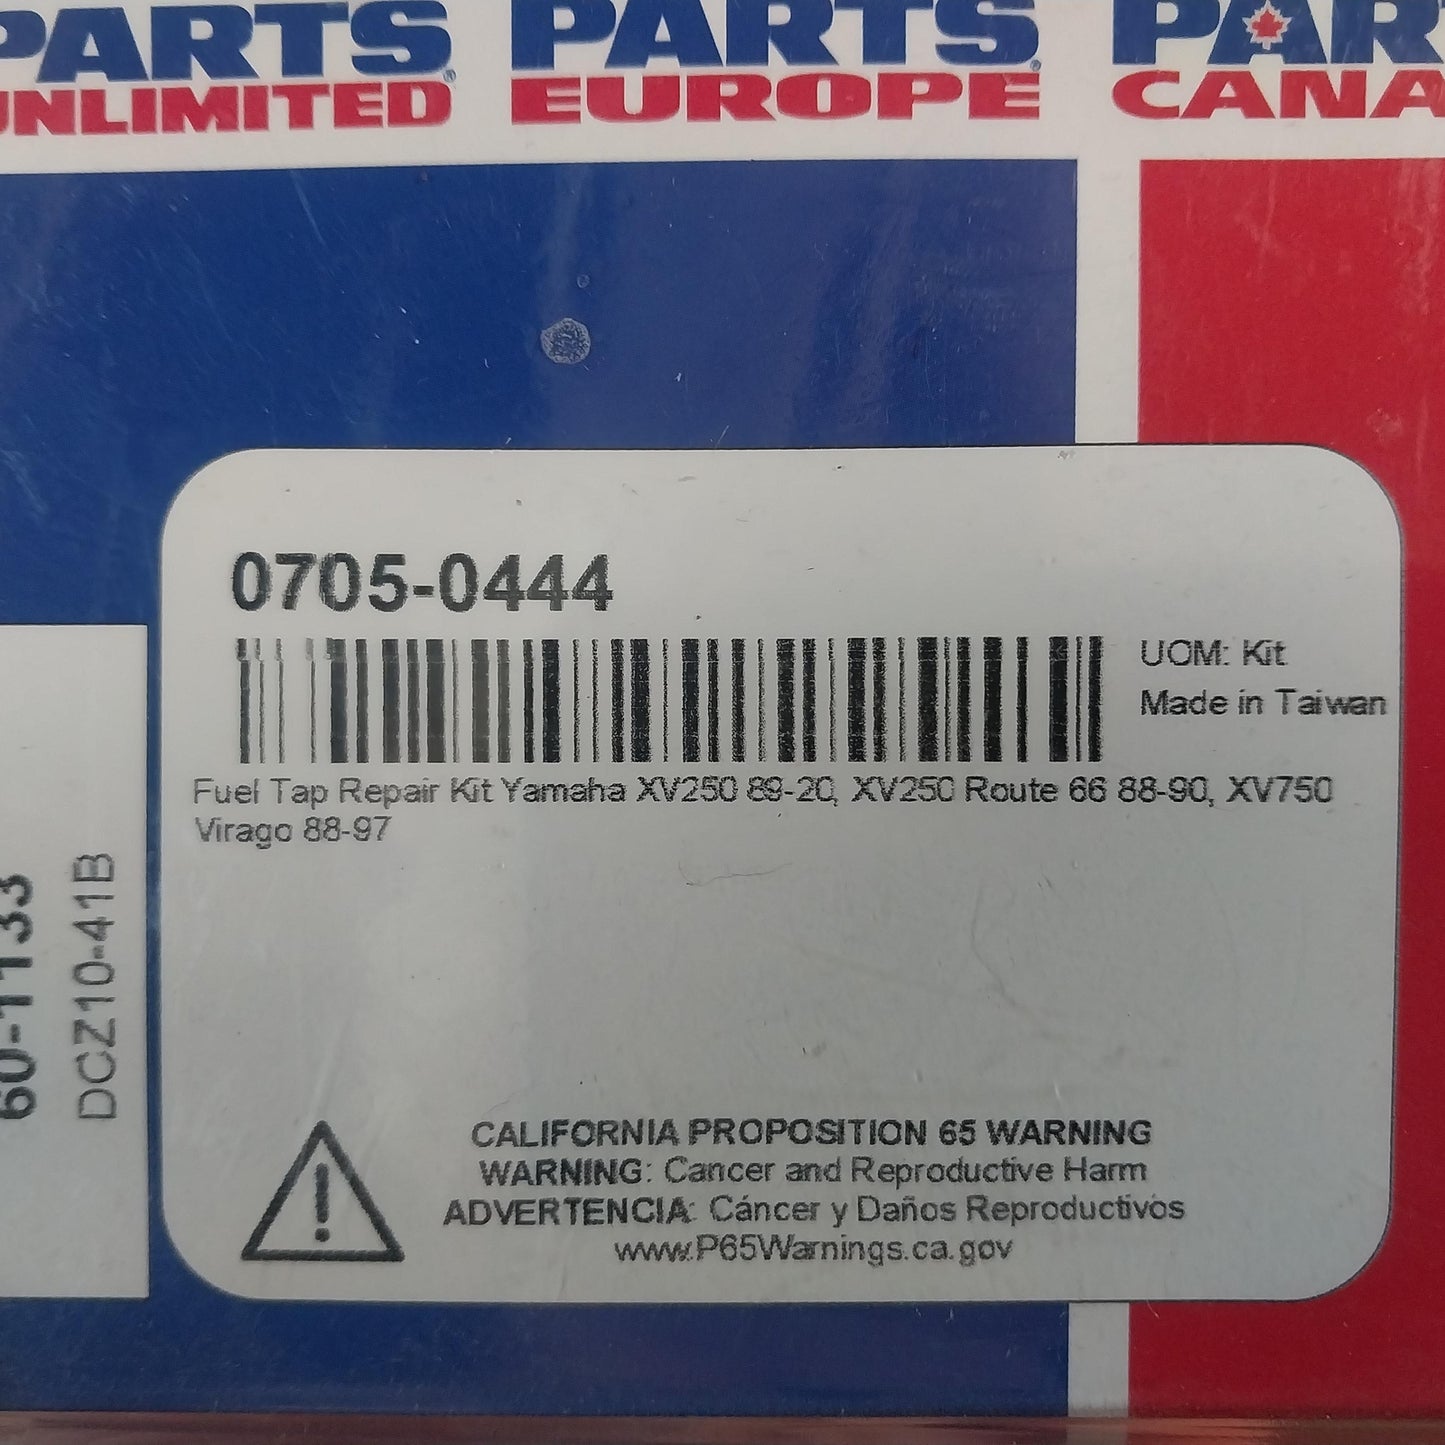 PARTS
UNLIMITED®
PARTS
EUROPE®
PART
CANA
0705-0444
UOM: Kit
Made in Taiwan
Fuel Tap Repair Kit Yamaha XV250 89-20, XV250 Route 66 88-90, XV750
Virago 88-97
60-1133
DCZ10-41B
CALIFORNIA PROPOSITION 65 WARNING
WARNING: Cancer and Reproductive Harm
ADVERTENCIA: Cáncer y Daños Reproductivos
www.P65Warnings.ca.gov